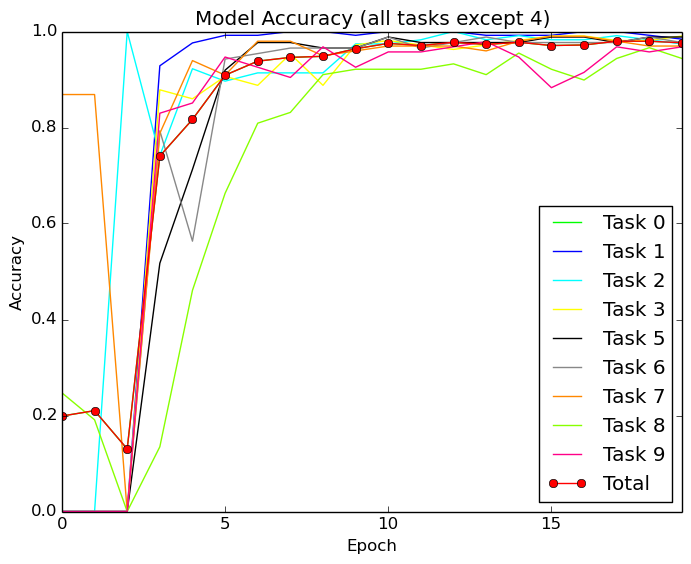 Model Accuracy (all tasks except 4)
1.0
0.8
0.6
0.4
0.2
0.0
Accuracy
0
5
10
15
Epoch
Task 0
Task 1
Task 2
Task 3
Task 5
Task 6
Task 7
Task 8
Task 9
Total